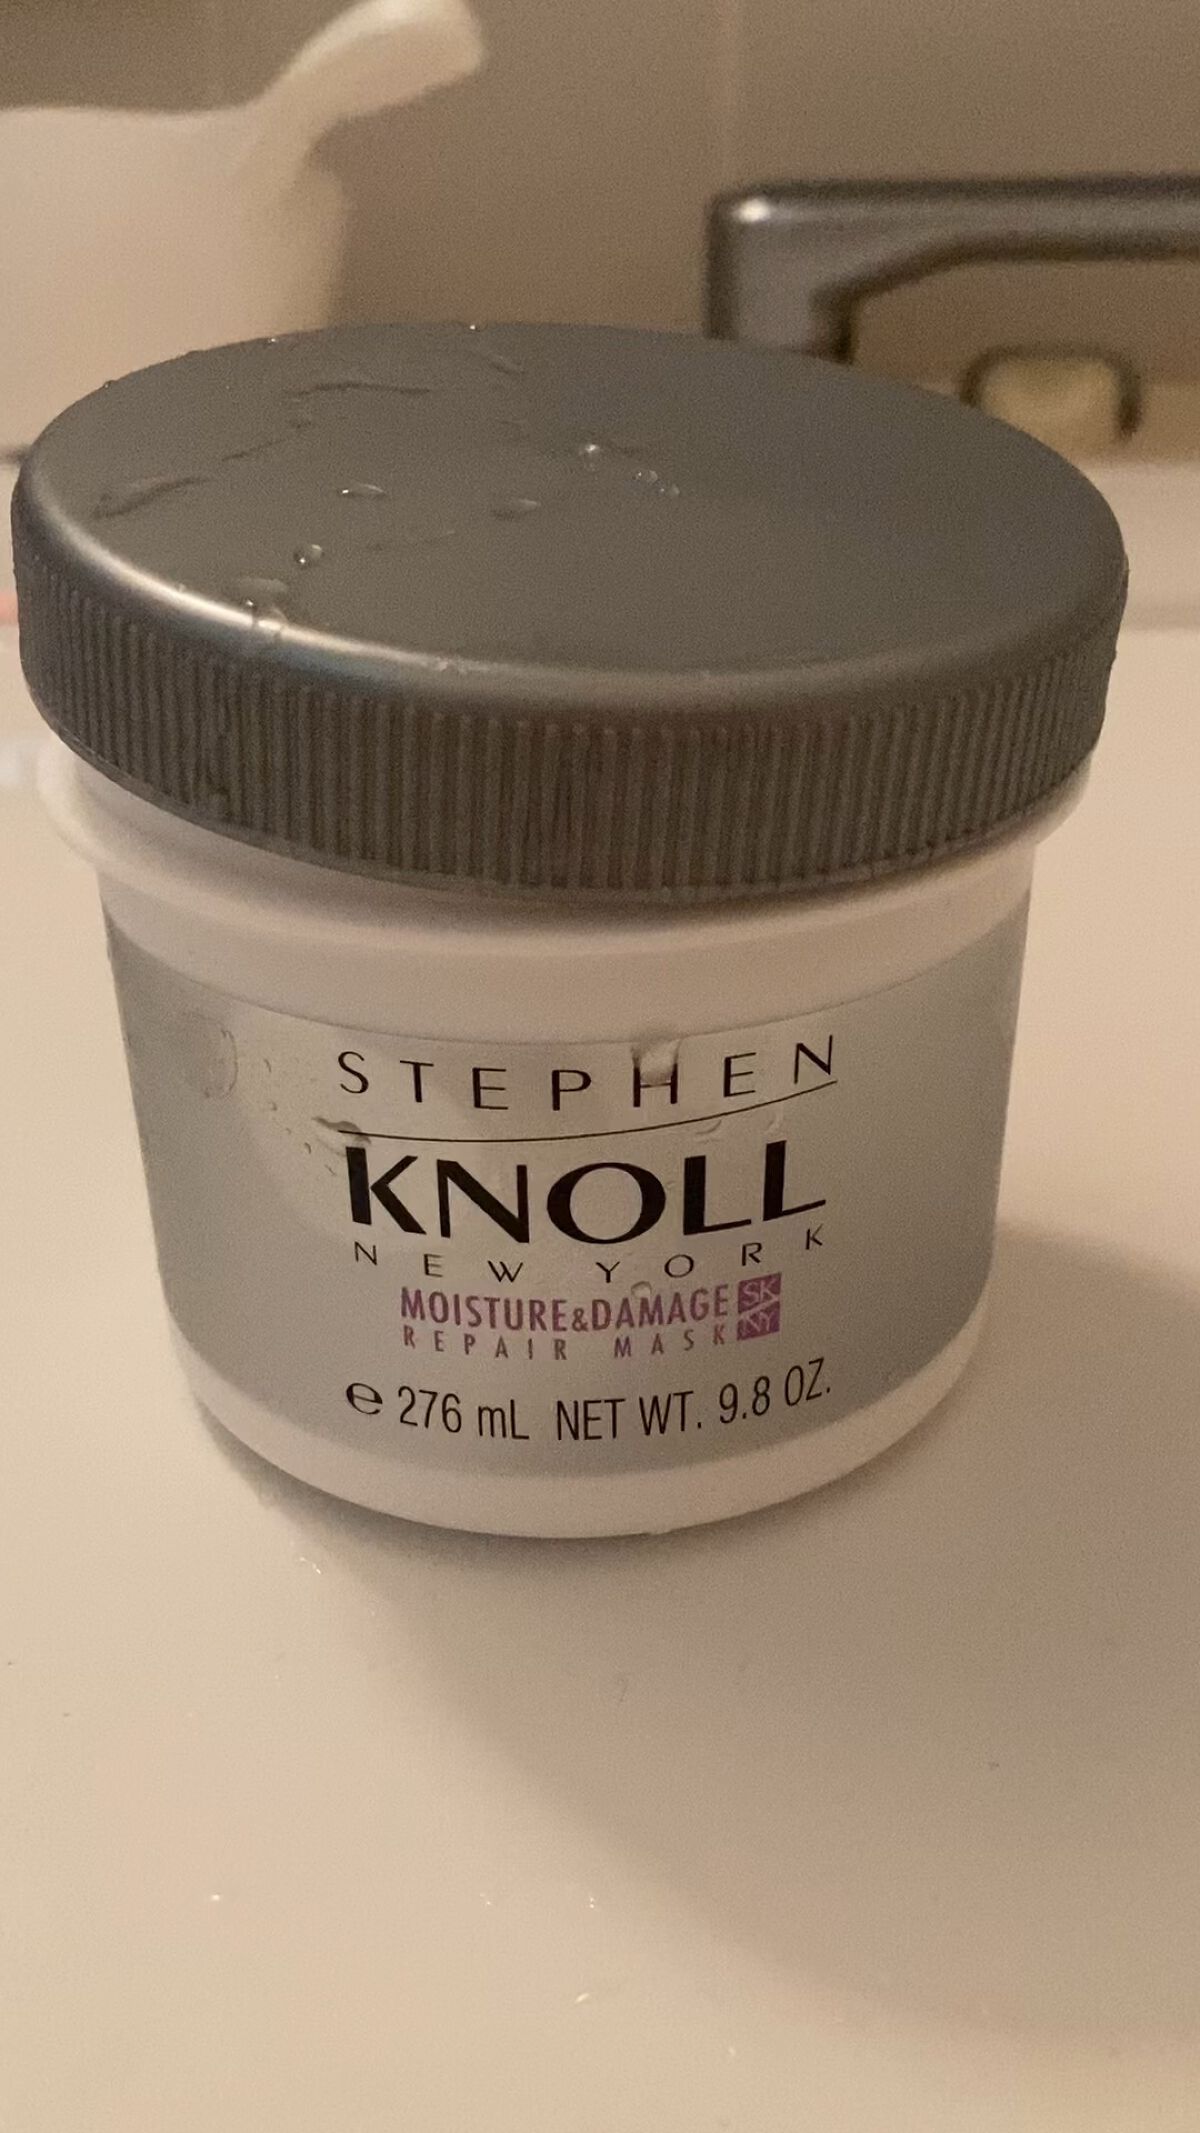 STEPHEN
KNOLL
NEW YORK
MOISTURE&DAMAGE SK
REPAIR MASK NY
℮ 276 mL NET WT. 9.8 OZ.